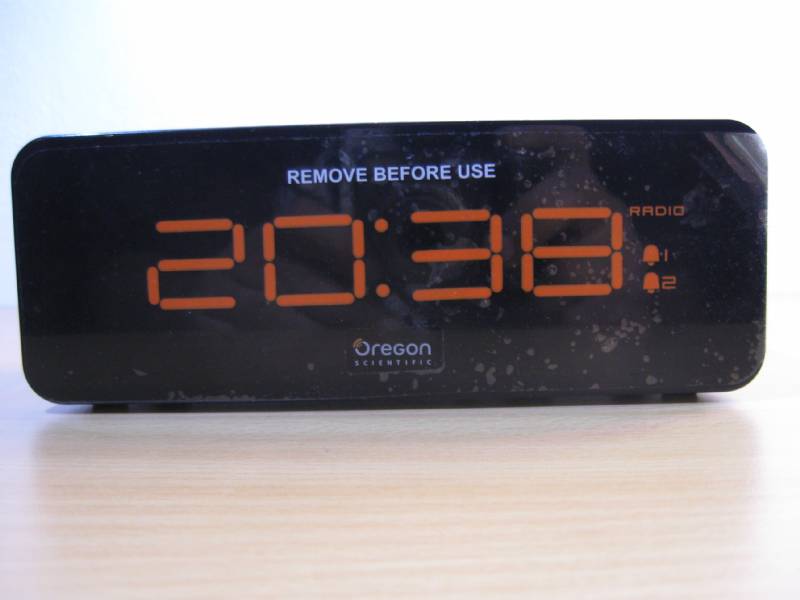 REMOVE BEFORE USE
20:38
RADIO
1
2
Oregon
SCIENTIFIC